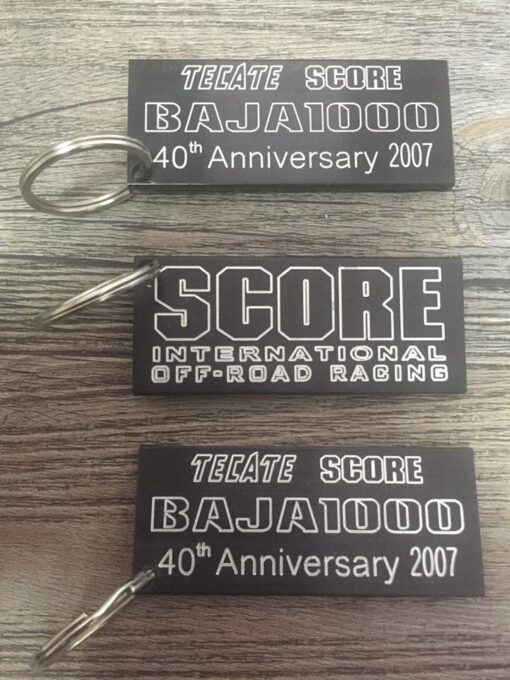 TECATE SCORE
BAJA1000
40th Anniversary 2007
SCORE
INTERNATIONAL
OFF-ROAD RACING
TECATE SCORE
BAJA1000
40th Anniversary 2007